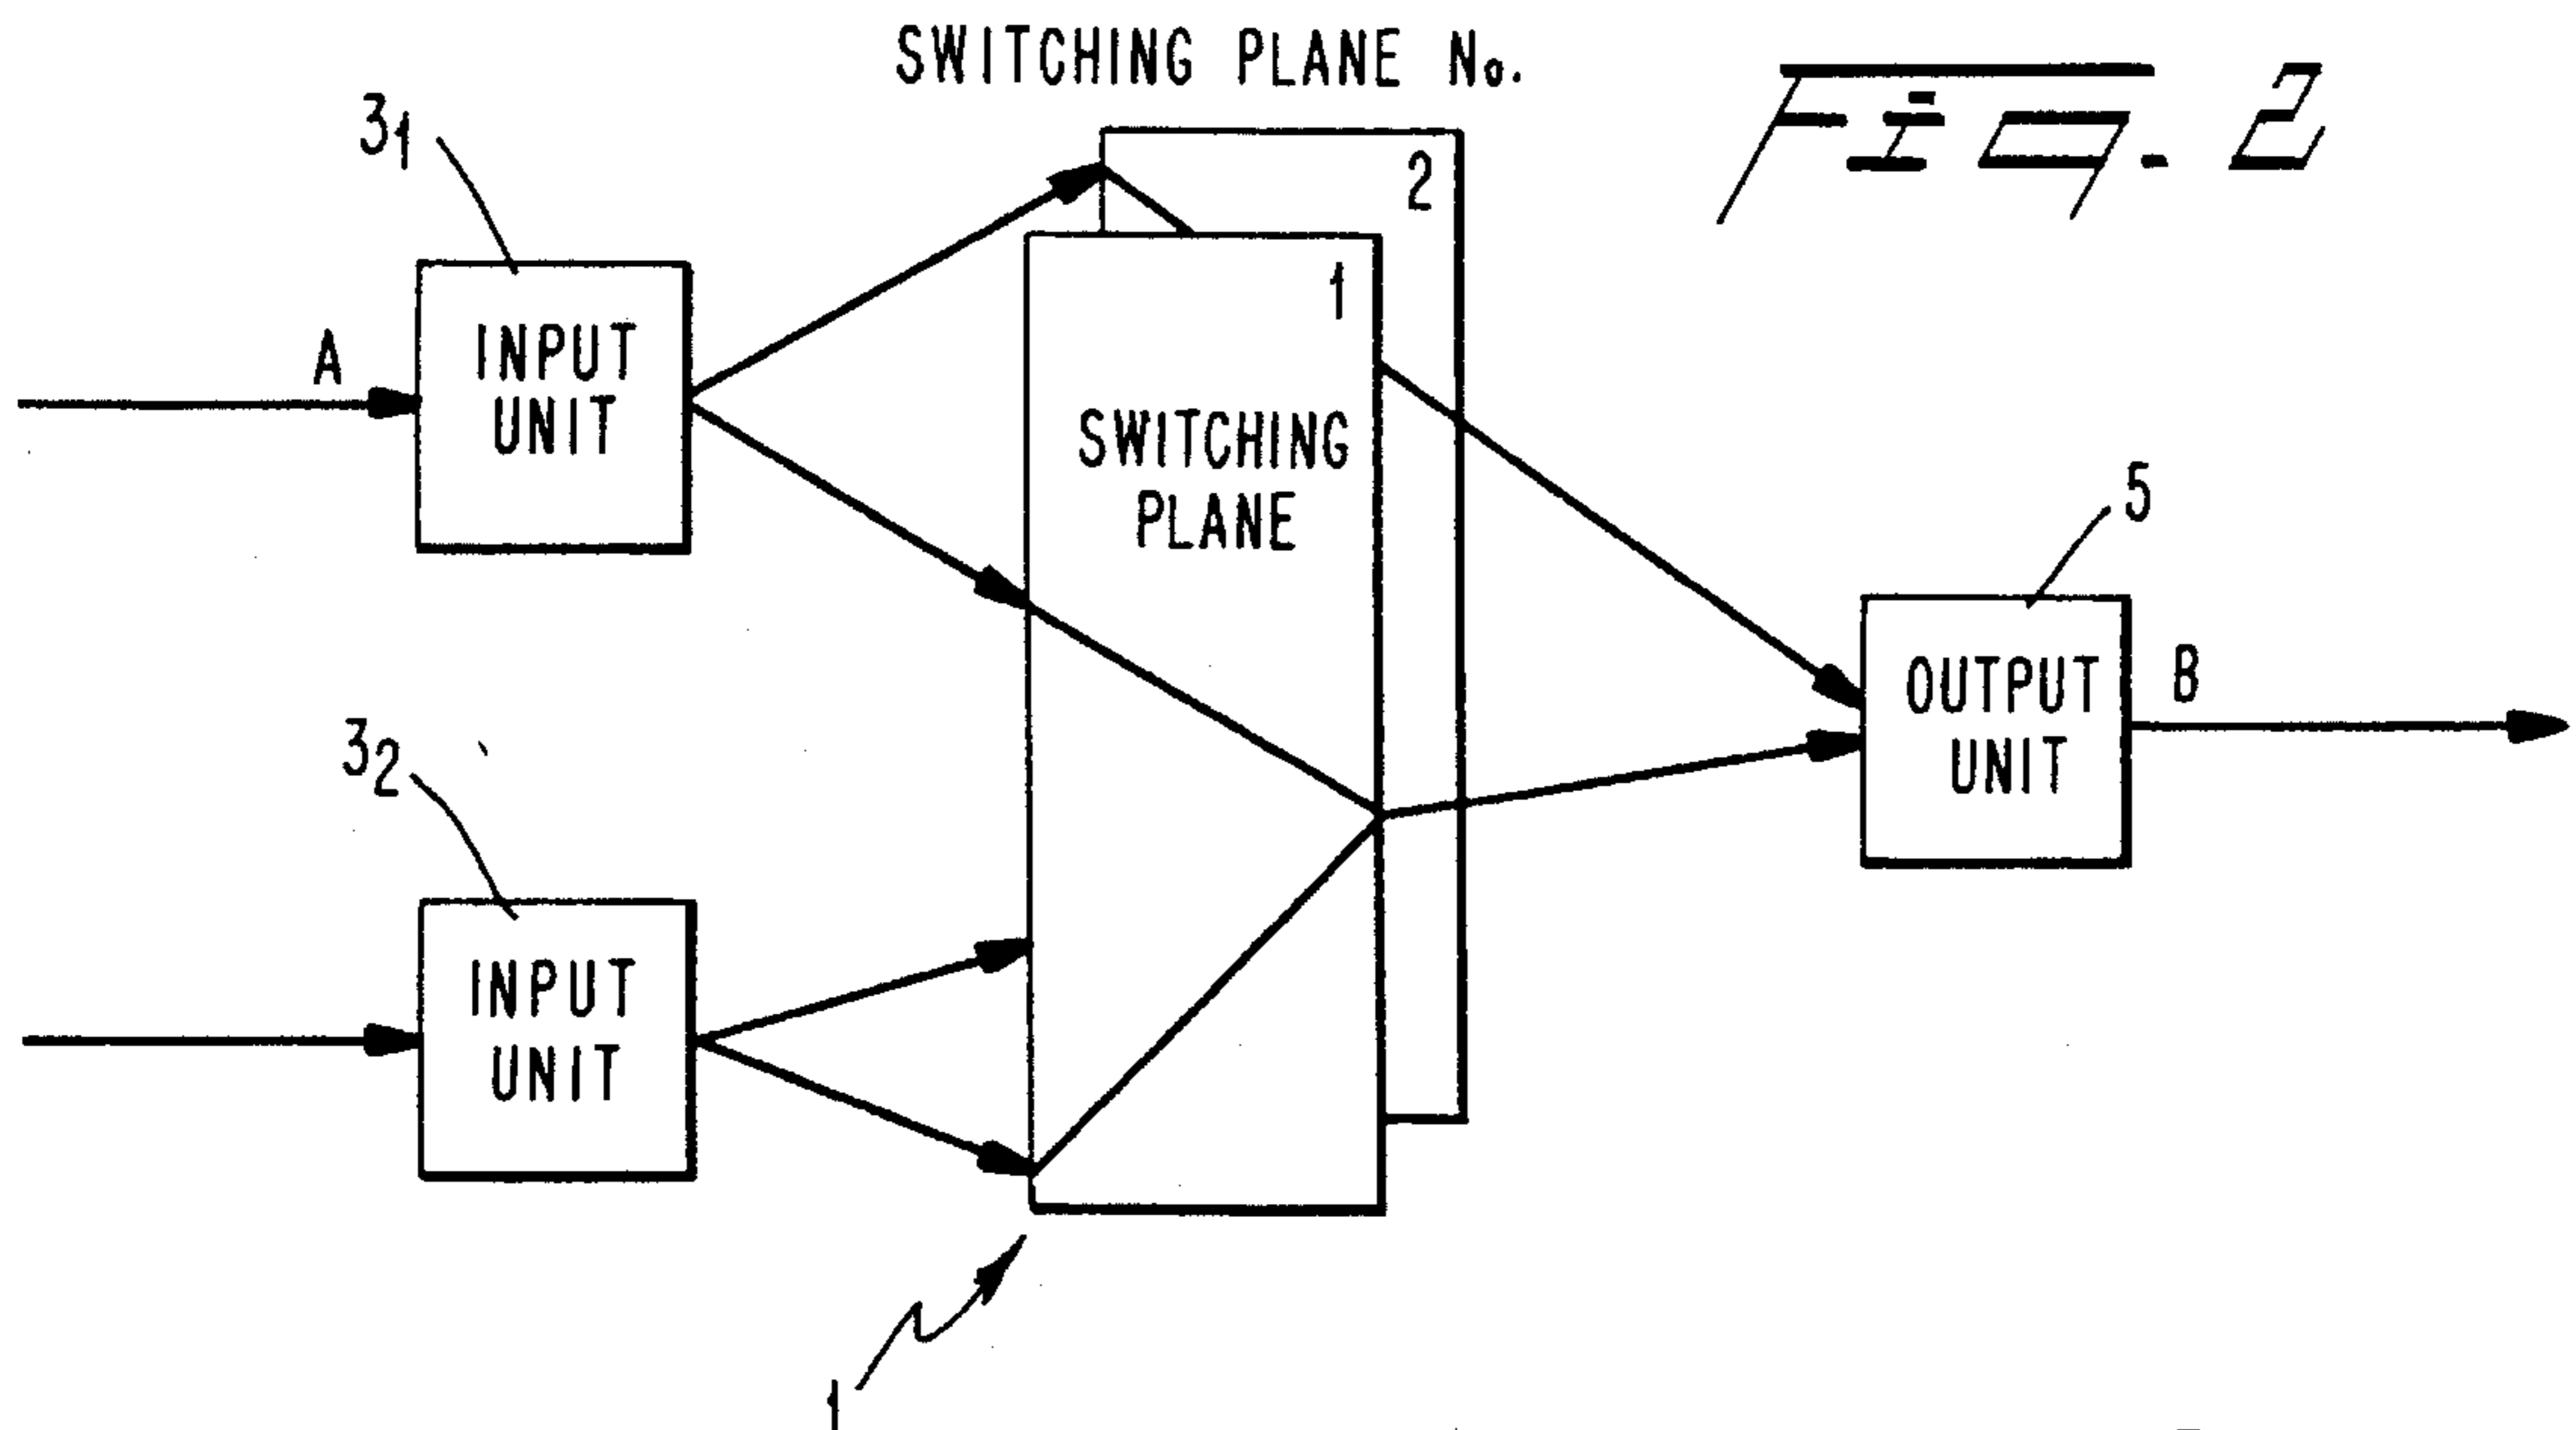 SWITCHING PLANE No.
Fig. 2
3₁
2
1
A
INPUT
UNIT
SWITCHING
PLANE
5
3₂
OUTPUT
UNIT
B
INPUT
UNIT
1